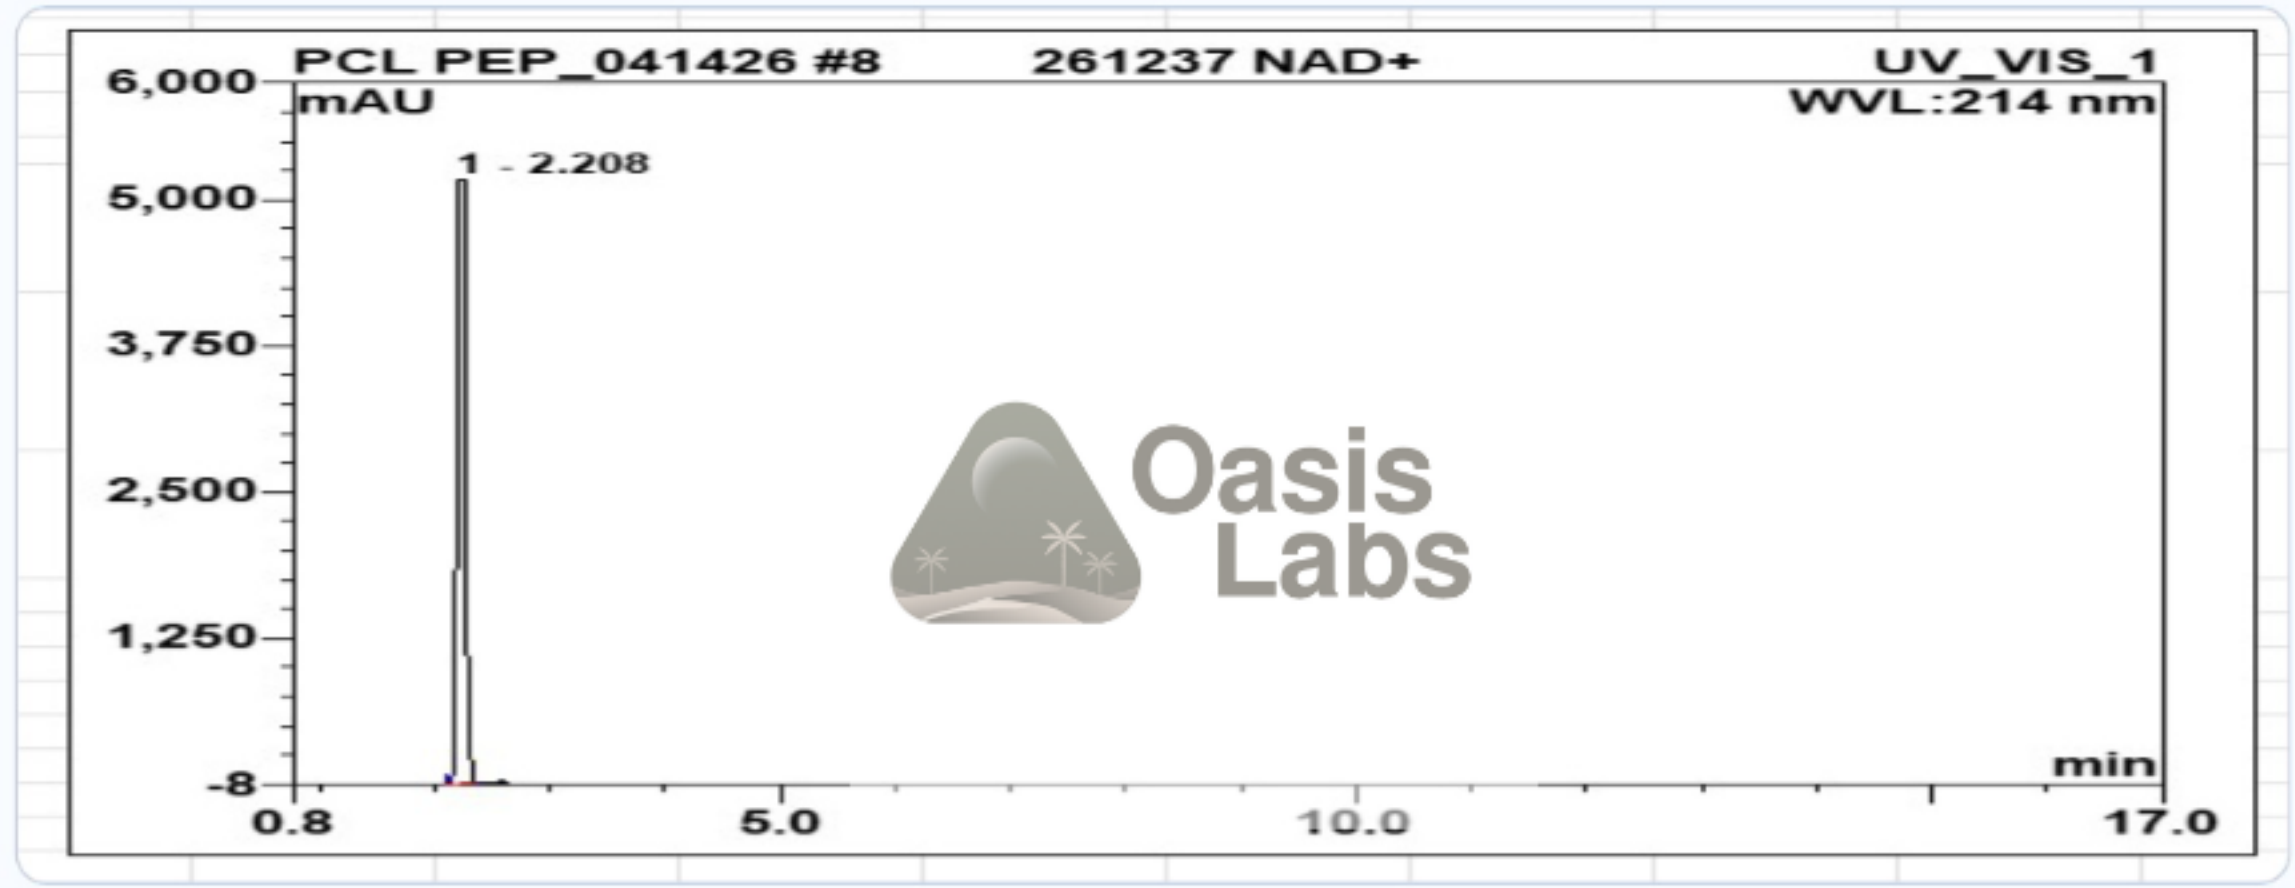 PCL PEP_041426 #8 261237 NAD+ UV_VIS_1
6,000
mAU WVL:214 nm
1 - 2.208
5,000
3,750
2,500
1,250
-8
Oasis
Labs
min
0.8 5.0 10.0 17.0